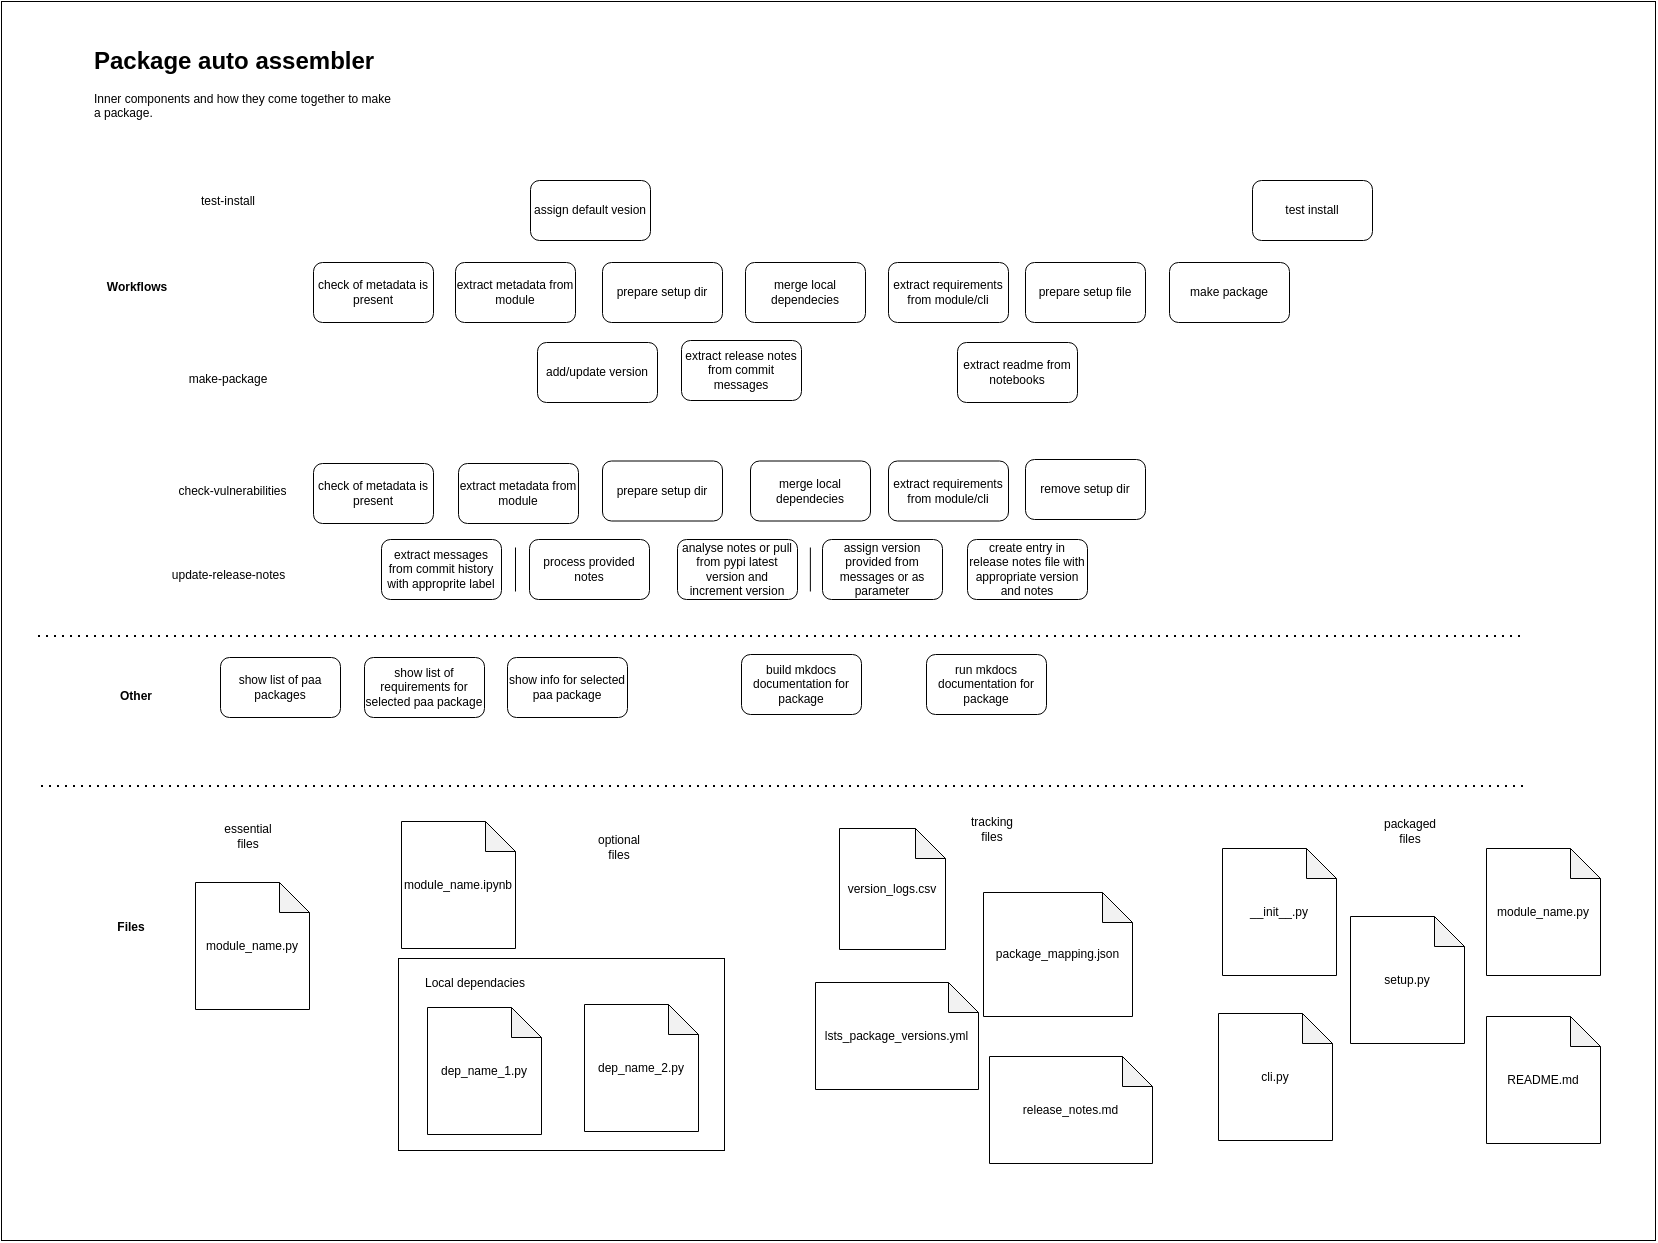 Package auto assembler
Inner components and how they come together to make
a package.
test-install
assign default vesion
test install
Workflows
check of metadata is
present
extract metadata from
module
prepare setup dir
merge local
dependecies
extract requirements
from module/cli
prepare setup file
make package
make-package
add/update version
extract release notes
from commit
messages
extract readme from
notebooks
check-vulnerabilities
check of metadata is
present
extract metadata from
module
prepare setup dir
merge local
dependecies
extract requirements
from module/cli
remove setup dir
update-release-notes
extract messages
from commit history
with approprite label
process provided
notes
analyse notes or pull
from pypi latest
version and
increment version
assign version
provided from
messages or as
parameter
create entry in
release notes file with
appropriate version
and notes
Other
show list of paa
packages
show list of
requirements for
selected paa package
show info for selected
paa package
build mkdocs
documentation for
package
run mkdocs
documentation for
package
Files
essential
files
module_name.py
optional
files
module_name.ipynb
Local dependacies
dep_name_1.py
dep_name_2.py
tracking
files
version_logs.csv
package_mapping.json
lsts_package_versions.yml
release_notes.md
packaged
files
__init__.py
module_name.py
setup.py
cli.py
README.md